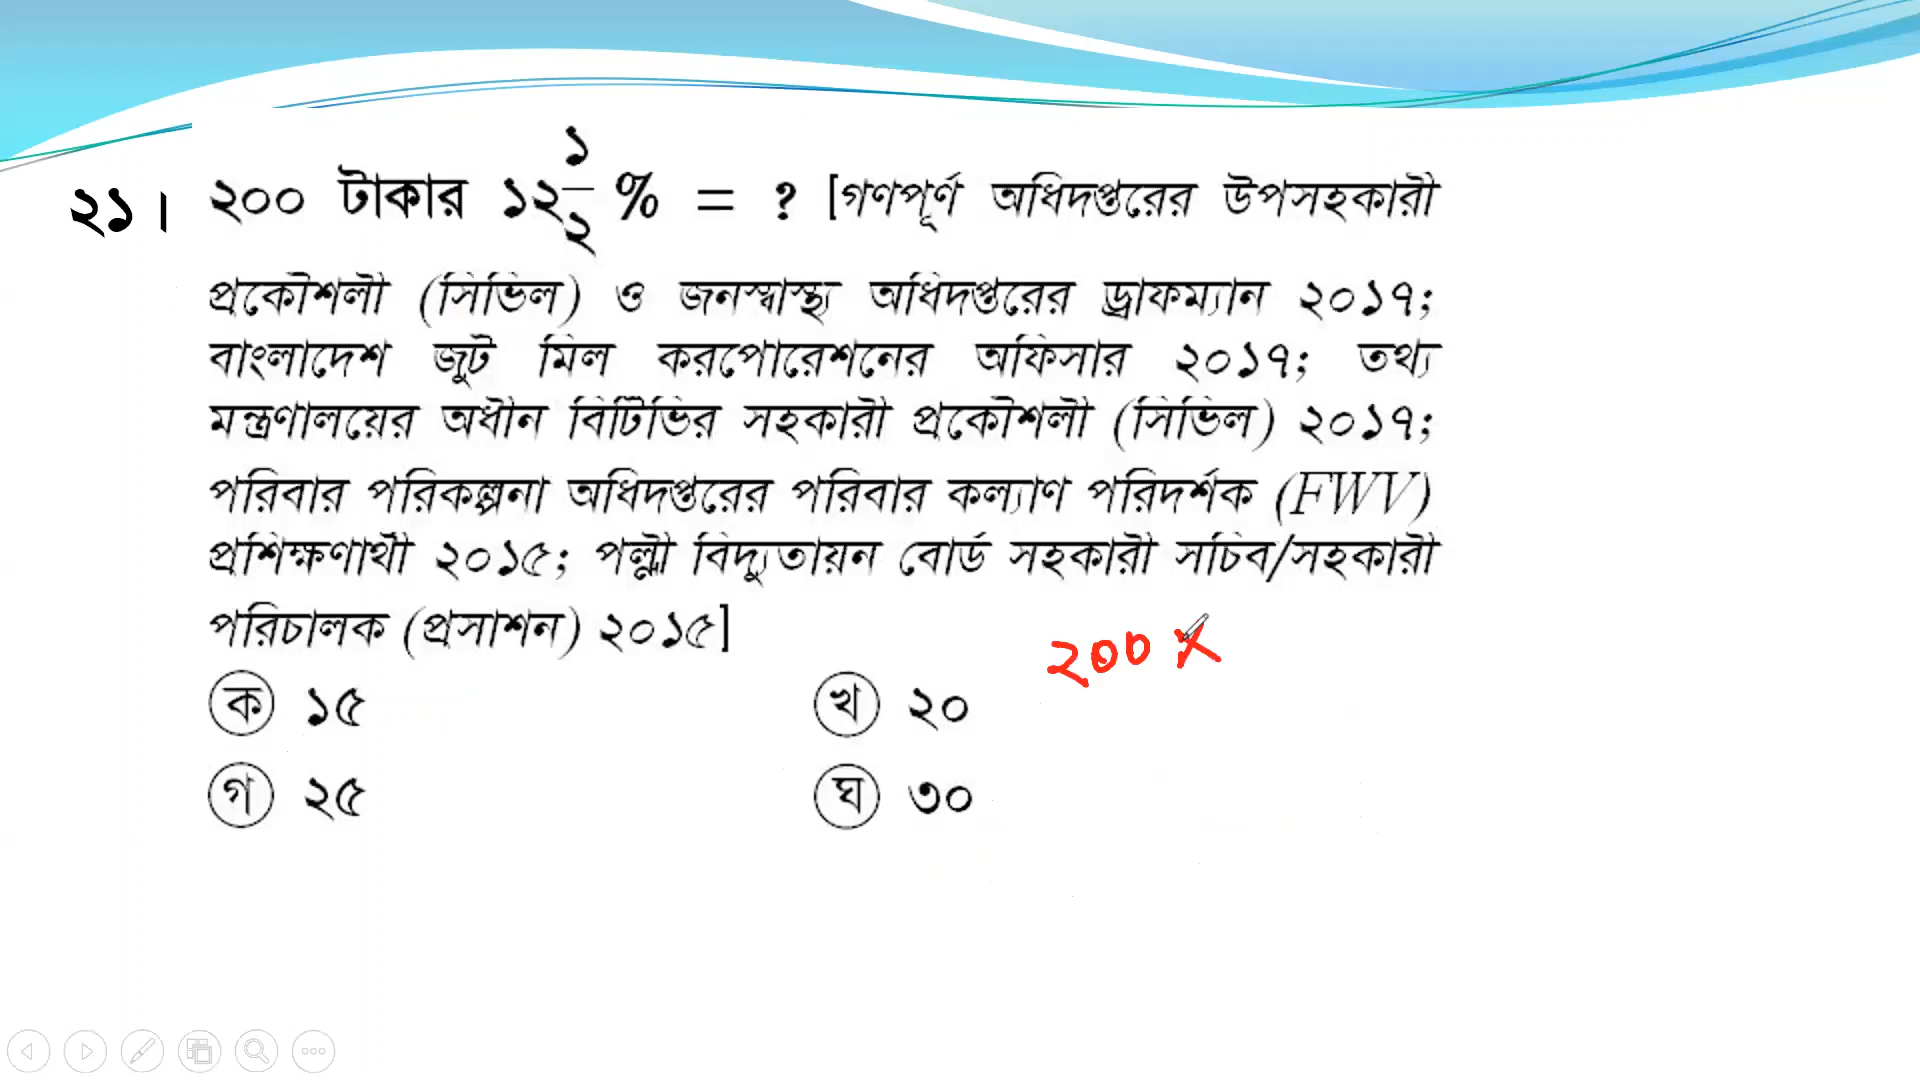 ২১। ২০০ টাকার ১২১/২ % = ? [গণপূর্ণ অধিদপ্তরের উপসহকারী
প্রকৌশলী (সিভিল) ও জনস্বাস্থ্য অধিদপ্তরের ড্রাফম্যান ২০১৭;
বাংলাদেশ জুট মিল করপোরেশনের অফিসার ২০১৭; তথ্য
মন্ত্রণালয়ের অধীন বিটিভির সহকারী প্রকৌশলী (সিভিল) ২০১৭;
পরিবার পরিকল্পনা অধিদপ্তরের পরিবার কল্যাণ পরিদর্শক (FWV)
প্রশিক্ষণার্থী ২০১৫; পল্লী বিদ্যুতায়ন বোর্ড সহকারী সচিব/সহকারী
পরিচালক (প্রসাশন) ২০১৫]
২০০ ×
ক ১৫ খ ২০
গ ২৫ ঘ ৩০